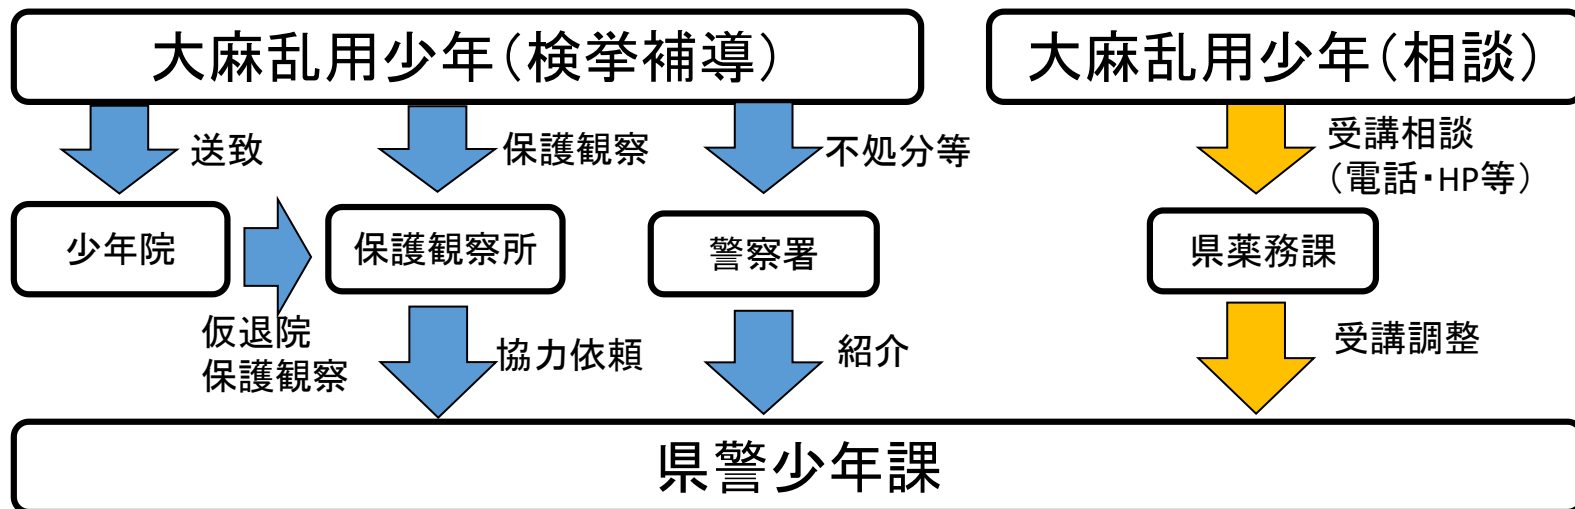 大麻乱用少年(検挙補導)
大麻乱用少年(相談)
送致
保護観察
不処分等
受講相談
(電話・HP等)
少年院
保護観察所
警察署
県薬務課
仮退院
保護観察
協力依頼
紹介
受講調整
県警少年課